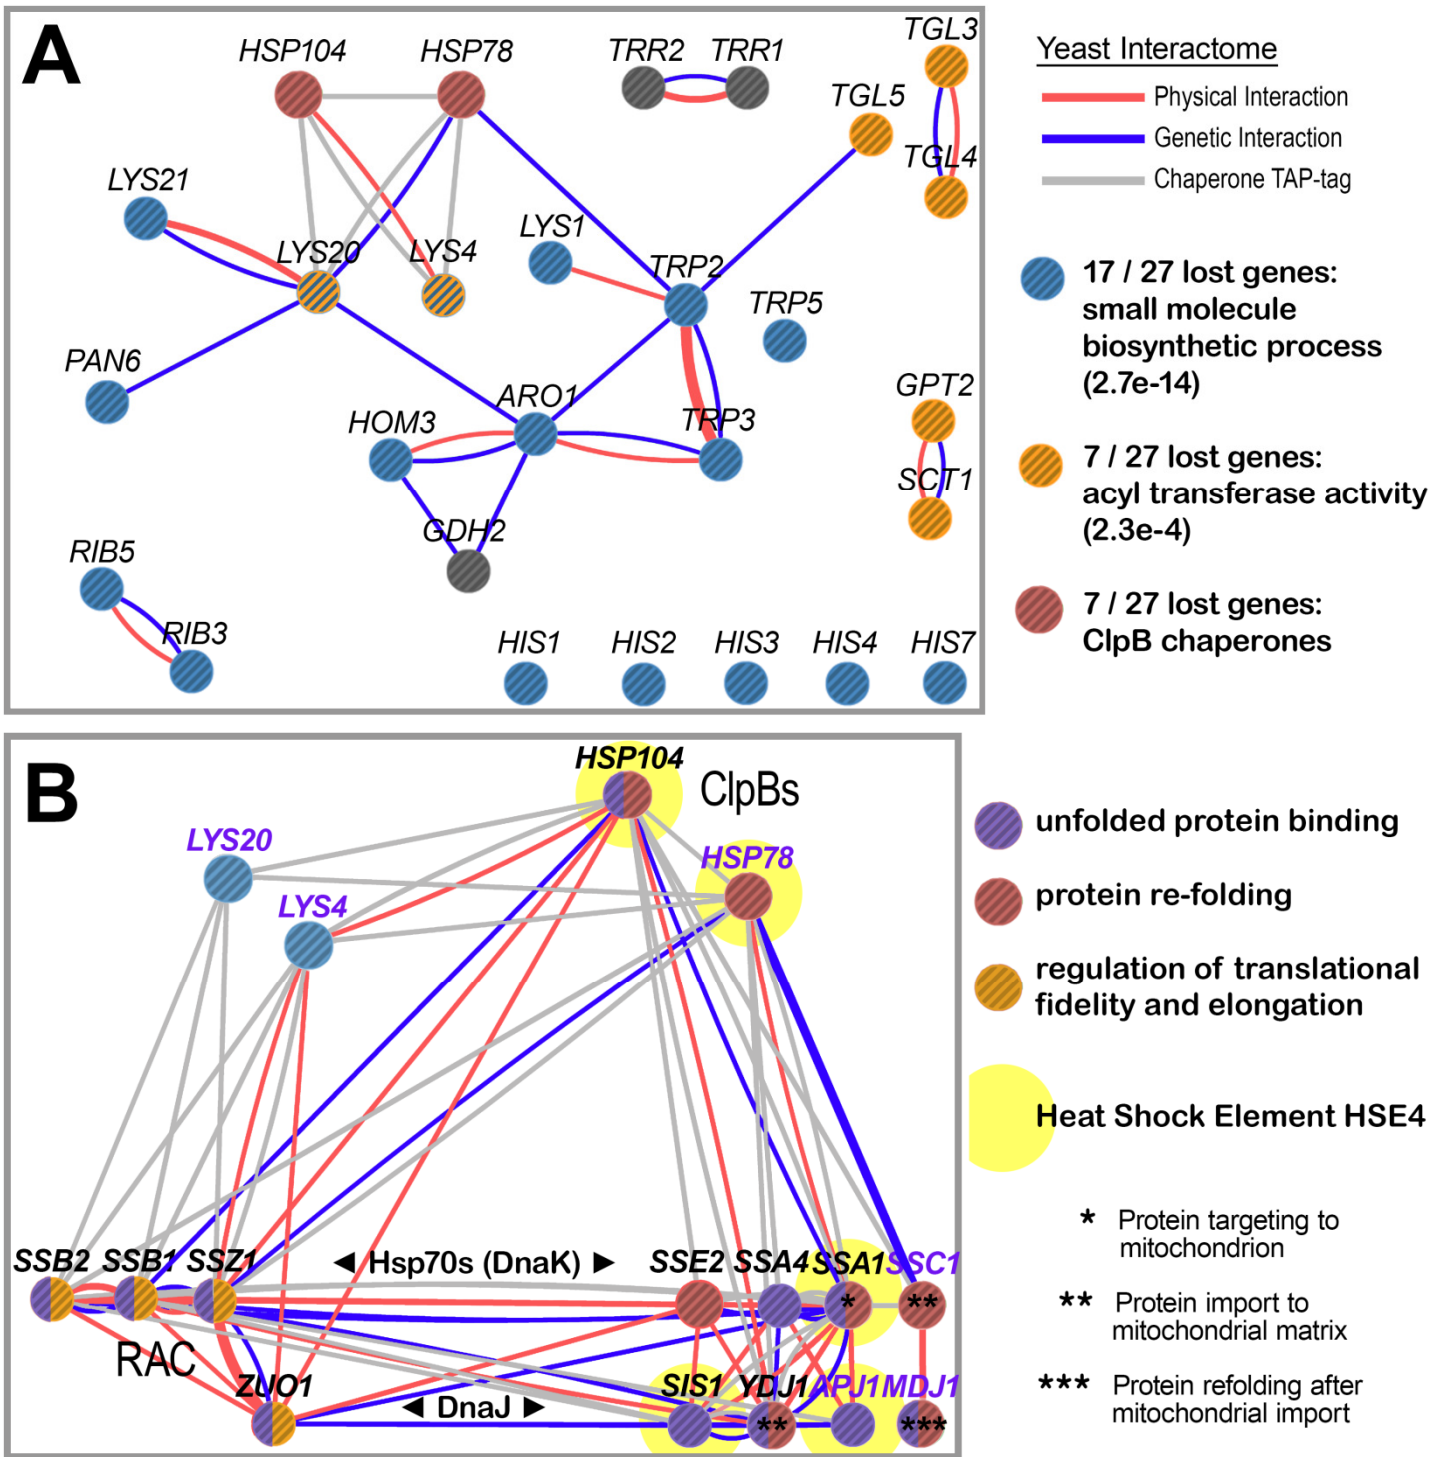 A
HSP104
HSP78
TRR2
TRR1
TGL3
TGL5
TGL4
LYS21
LYS20
LYS4
LYS1
TRP2
TRP5
PAN6
HOM3
ARO1
TRP3
GPT2
SCT1
GDH2
RIB5
RIB3
HIS1
HIS2
HIS3
HIS4
HIS7
Yeast Interactome
Physical Interaction
Genetic Interaction
Chaperone TAP-tag
17 / 27 lost genes:
small molecule
biosynthetic process
(2.7e-14)
7 / 27 lost genes:
acyl transferase activity
(2.3e-4)
7 / 27 lost genes:
ClpB chaperones
B
HSP104
ClpBs
LYS20
HSP78
LYS4
SSB2
SSB1
SSZ1
◄ Hsp70s (DnaK) ►
SSE2
SSA4
SSA1
SSC1
*
**
RAC
ZUO1
◄ DnaJ ►
SIS1
YDJ1
APJ1
MDJ1
**
***
unfolded protein binding
protein re-folding
regulation of translational
fidelity and elongation
Heat Shock Element HSE4
* Protein targeting to
mitochondrion
** Protein import to
mitochondrial matrix
*** Protein refolding after
mitochondrial import